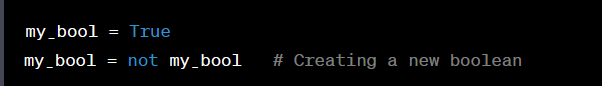 my_bool = True
my_bool = not my_bool   # Creating a new boolean